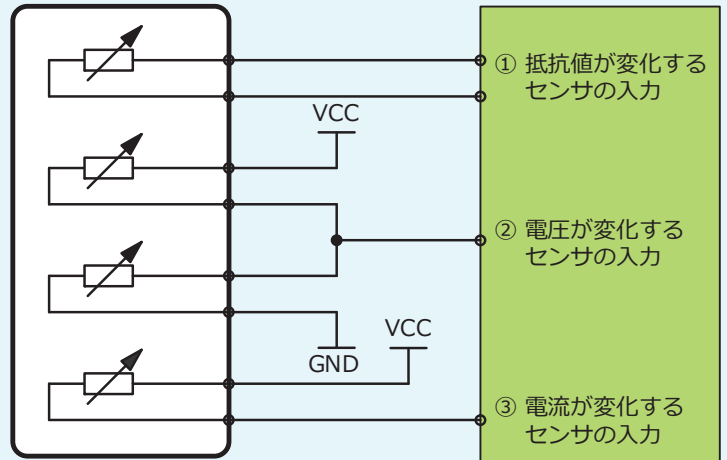 ① 抵抗値が変化する
センサの入力
VCC
② 電圧が変化する
センサの入力
VCC
GND
③ 電流が変化する
センサの入力